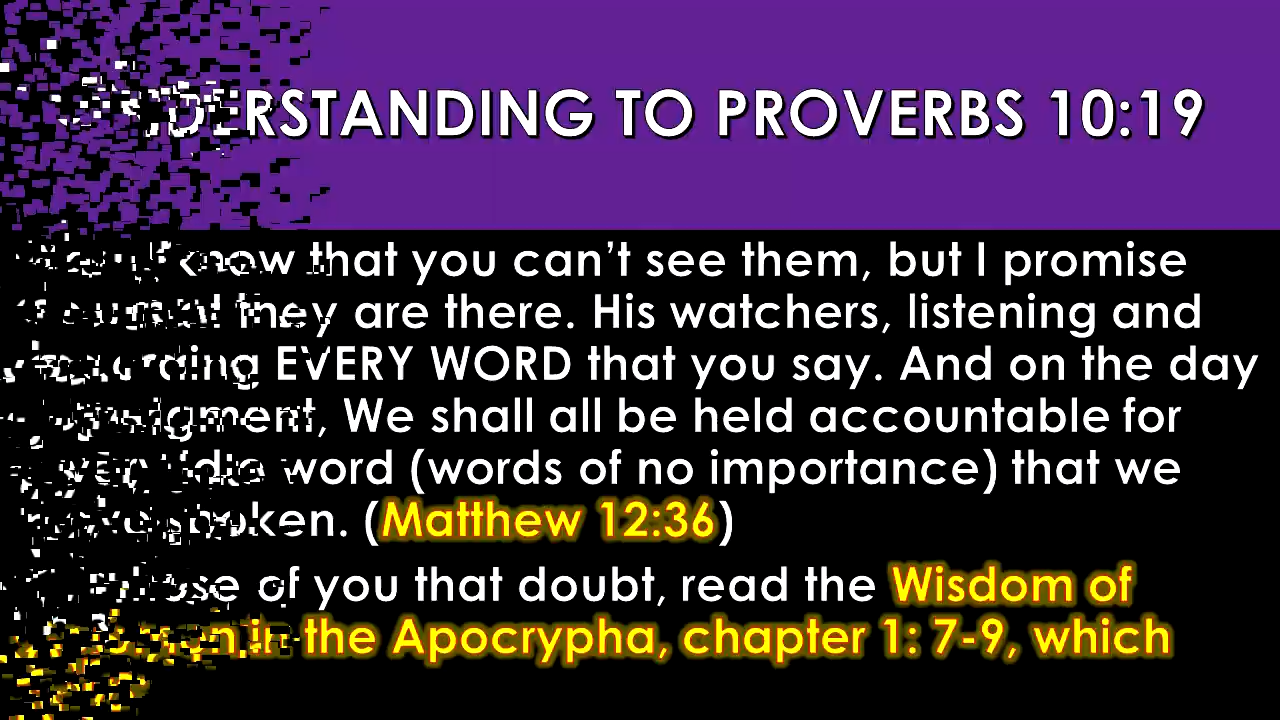 UNDERSTANDING TO PROVERBS 10:19
know that you can't see them, but I promise
they are there. His watchers, listening and
recording EVERY WORD that you say. And on the day
judgment, We shall all be held accountable for
every idle word (words of no importance) that we
have spoken. (Matthew 12:36)
those of you that doubt, read the Wisdom of
Solomon in the Apocrypha, chapter 1: 7-9, which